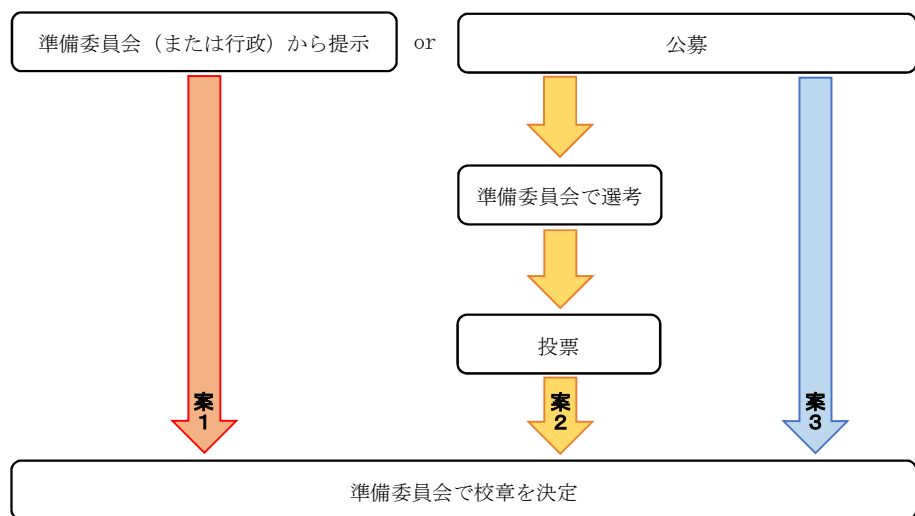 準備委員会（または行政）から提示
or
公募
準備委員会で選考
投票
案1
案2
案3
準備委員会で校章を決定